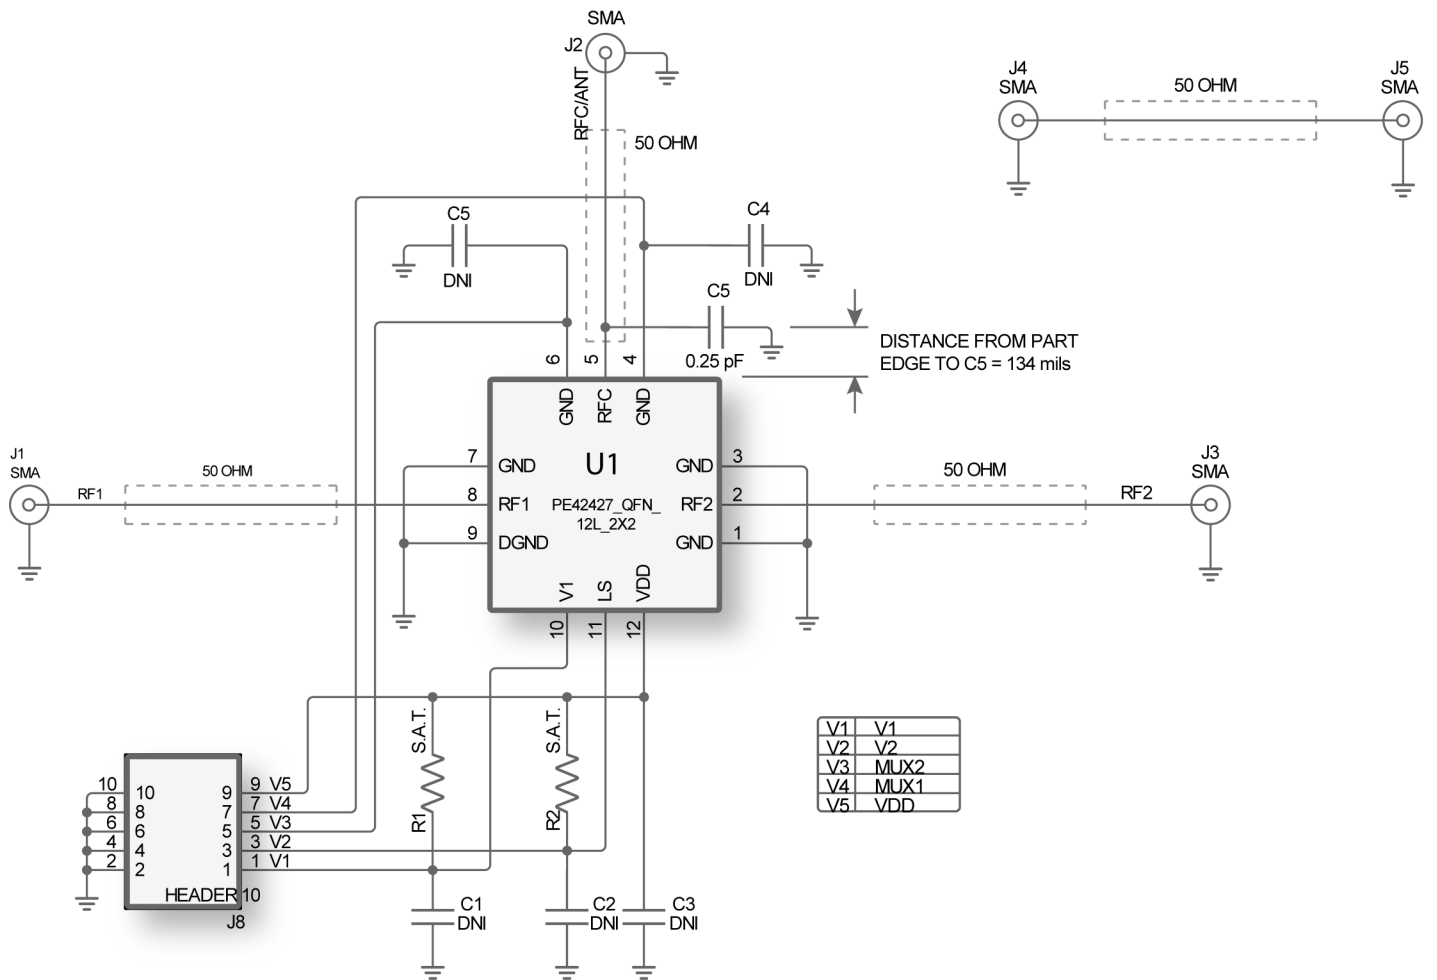 SMA
J2
RFC/ANT
50 OHM
J4
SMA
50 OHM
J5
SMA
C5
DNI
C4
DNI
C5
0.25 pF
DISTANCE FROM PART
EDGE TO C5 = 134 mils
6
5
4
GND
RFC
GND
J1
SMA
RF1
50 OHM
7
8
9
GND
RF1
DGND
U1
PE42427_QFN_
12L_2X2
GND
RF2
GND
3
2
1
50 OHM
RF2
J3
SMA
V1
LS
VDD
10
11
12
S.A.T.
R1
S.A.T.
R2
10 10 9 9 V5
8 8 7 7 V4
6 6 5 5 V3
4 4 3 3 V2
2 2 1 1 V1
HEADER 10
J8
C1
DNI
C2
DNI
C3
DNI
V1 V1
V2 V2
V3 MUX2
V4 MUX1
V5 VDD